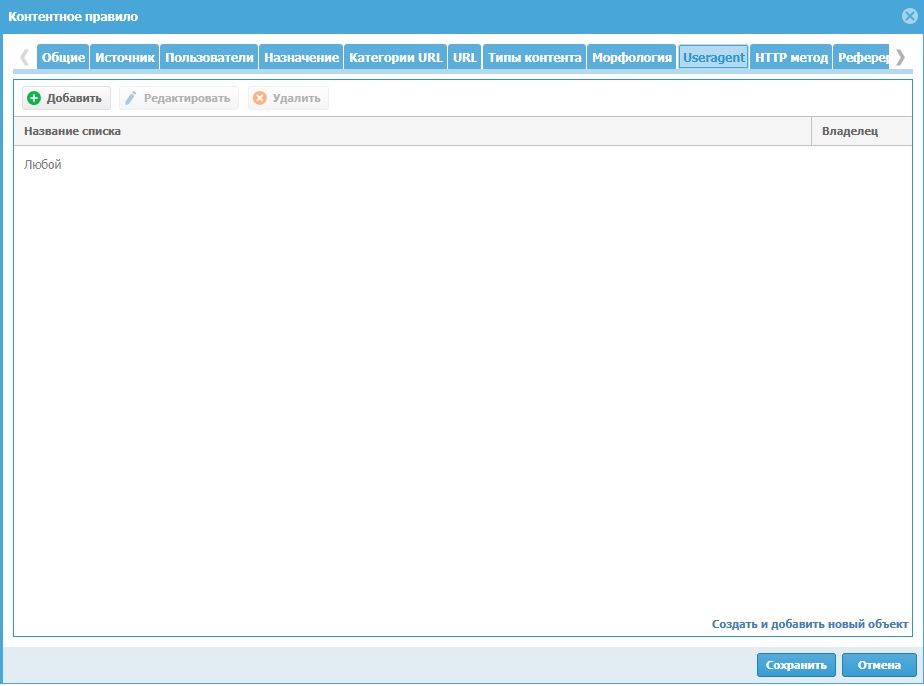 Контентное правило
Общие Источник Пользователи Назначение Категории URL URL Типы контента Морфология Useragent HTTP метод Реферер
Добавить Редактировать Удалить
Название списка Владелец
Любой
Создать и добавить новый объект
Сохранить Отмена